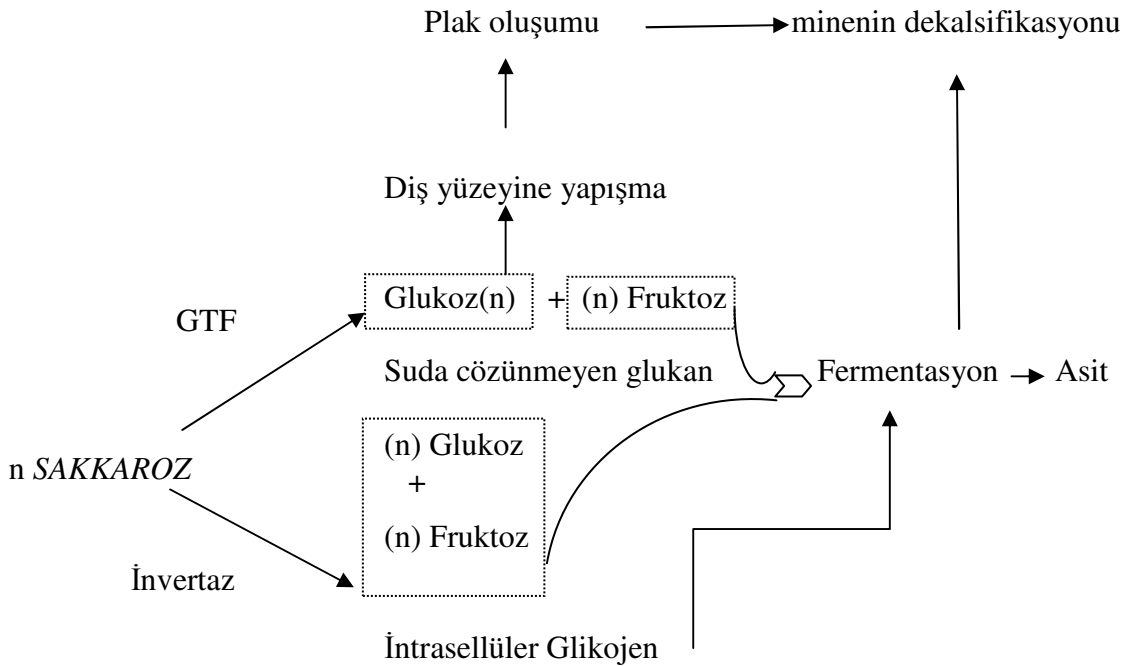 Plak oluşumu minenin dekalsifikasyonu
Diş yüzeyine yapışma
Glukoz(n) + (n) Fruktoz
GTF
Suda cözünmeyen glukan Fermentasyon Asit
(n) Glukoz
n SAKKAROZ
+
(n) Fruktoz
İnvertaz
İntrasellüler Glikojen